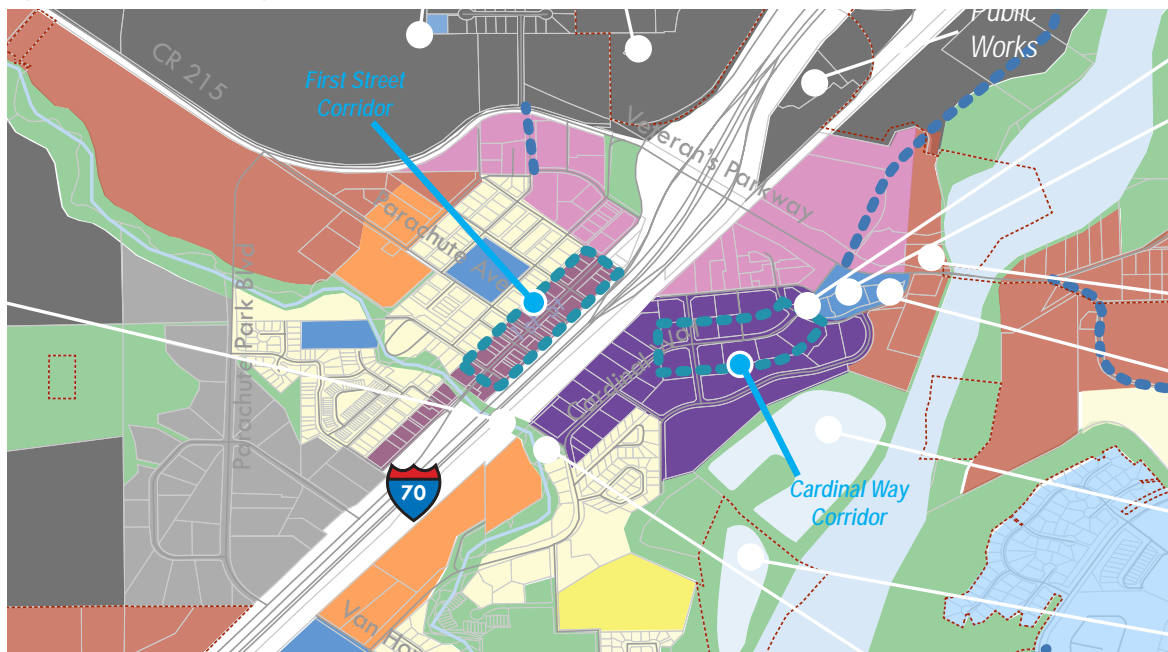 Public
Works
CR 215
First Street
Corridor
Veteran's Parkway
Parachute Ave
Parachute Park Blvd
Cardinal Way
70
Cardinal Way
Corridor
Van